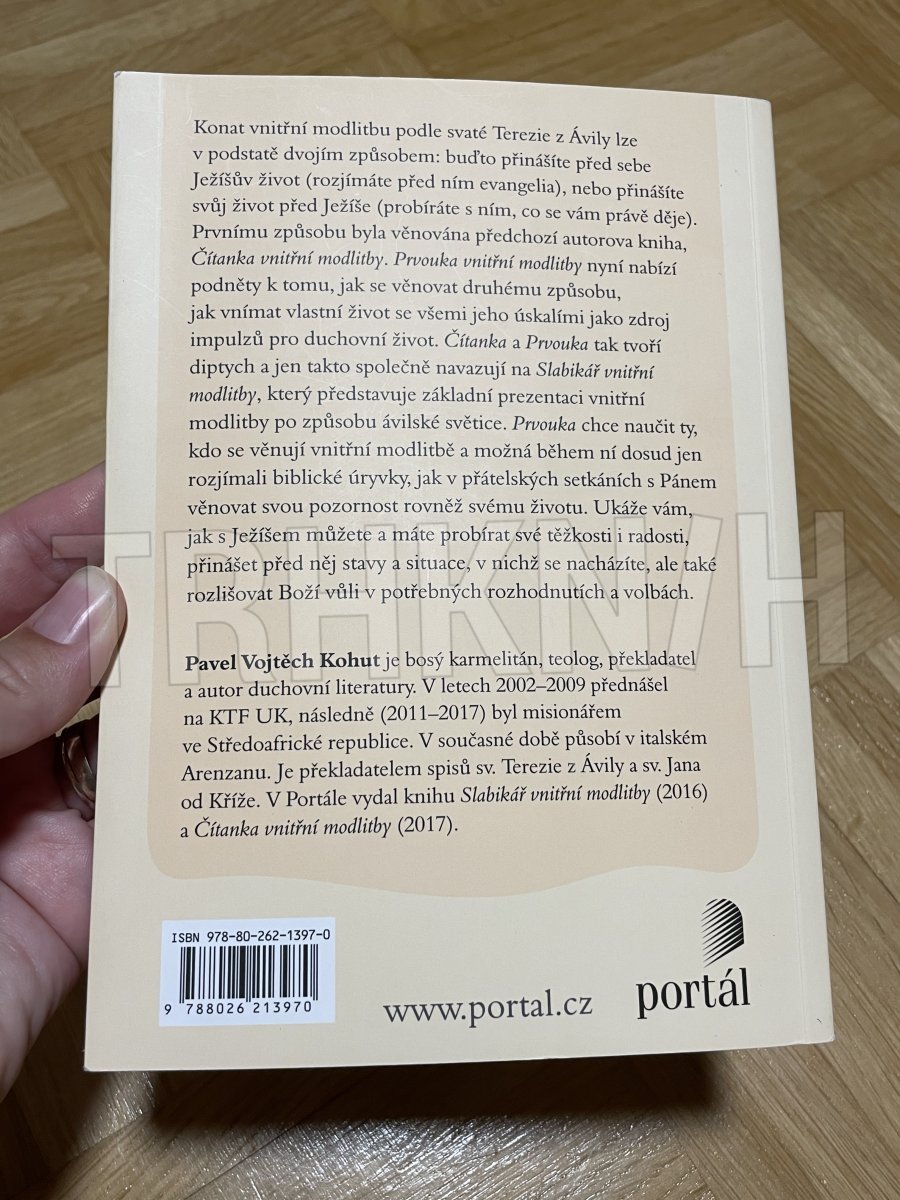 Konat vnitřní modlitbu podle svaté Terezie z Ávily lze
v podstatě dvojím způsobem: buďto přinášíte před sebe
Ježíšův život (rozjímáte před ním evangelia), nebo přinášíte
svůj život před Ježíše (probíráte s ním, co se vám právě děje).
Prvnímu způsobu byla věnována předchozí autorova kniha,
Čítanka vnitřní modlitby. Prvouka vnitřní modlitby nyní nabízí
podněty k tomu, jak se věnovat druhému způsobu,
jak vnímat vlastní život se všemi jeho úskalími jako zdroj
impulzů pro duchovní život. Čítanka a Prvouka tak tvoří
diptych a jen takto společně navazují na Slabikář vnitřní
modlitby, který představuje základní prezentaci vnitřní
modlitby po způsobu ávilské světice. Prvouka chce naučit ty,
kdo se věnují vnitřní modlitbě a možná během ní dosud jen
rozjímali biblické úryvky, jak v přátelských setkáních s Pánem
věnovat svou pozornost rovněž svému životu. Ukáže vám,
jak s Ježíšem můžete a máte probírat své těžkosti i radosti,
přinášet před něj stavy a situace, v nichž se nacházíte, ale také
rozlišovat Boží vůli v potřebných rozhodnutích a volbách.
TRHKNIH
Pavel Vojtěch Kohut je bosý karmelitán, teolog, překladatel
a autor duchovní literatury. V letech 2002–2009 přednášel
na KTF UK, následně (2011–2017) byl misionářem
ve Středoafrické republice. V současné době působí v italském
Arenzanu. Je překladatelem spisů sv. Terezie z Ávily a sv. Jana
od Kříže. V Portále vydal knihu Slabikář vnitřní modlitby (2016)
a Čítanka vnitřní modlitby (2017).
ISBN 978-80-262-1397-0
9 788026 213970
www.portal.cz
portál